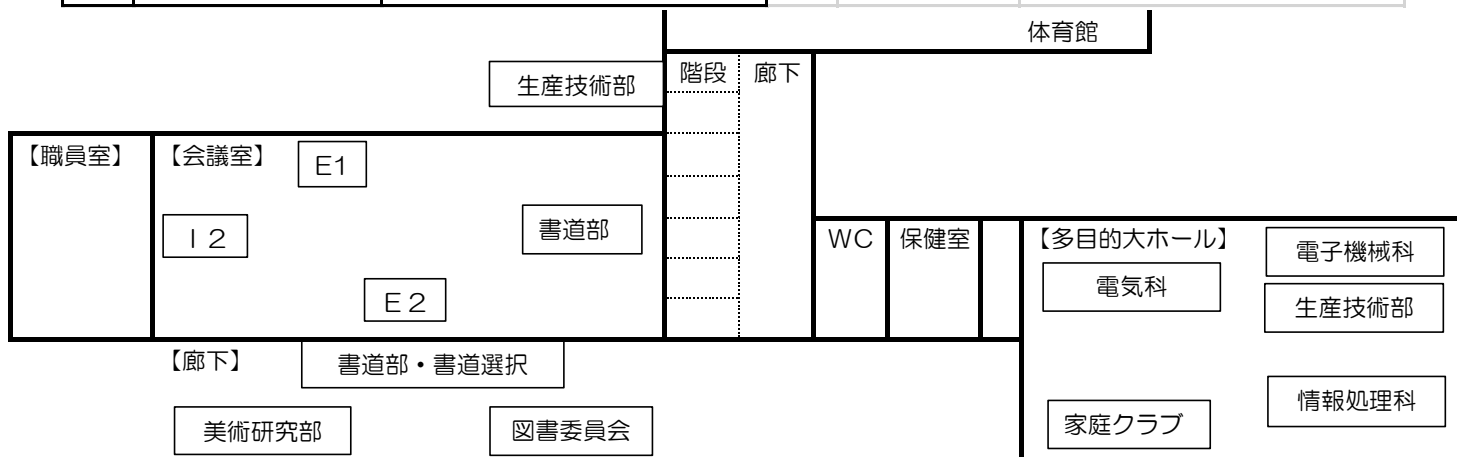 体育館
生産技術部
階段
廊下
【職員室】
【会議室】
E1
I2
書道部
E2
WC
保健室
【多目的大ホール】
電子機械科
電気科
生産技術部
【廊下】
書道部・書道選択
美術研究部
図書委員会
情報処理科
家庭クラブ